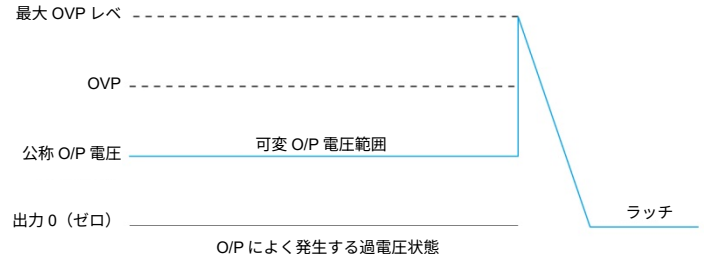 最大 OVP レベ
OVP
可変 O/P 電圧範囲
公称 O/P 電圧
ラッチ
出力 0（ゼロ）
O/P によく発生する過電圧状態